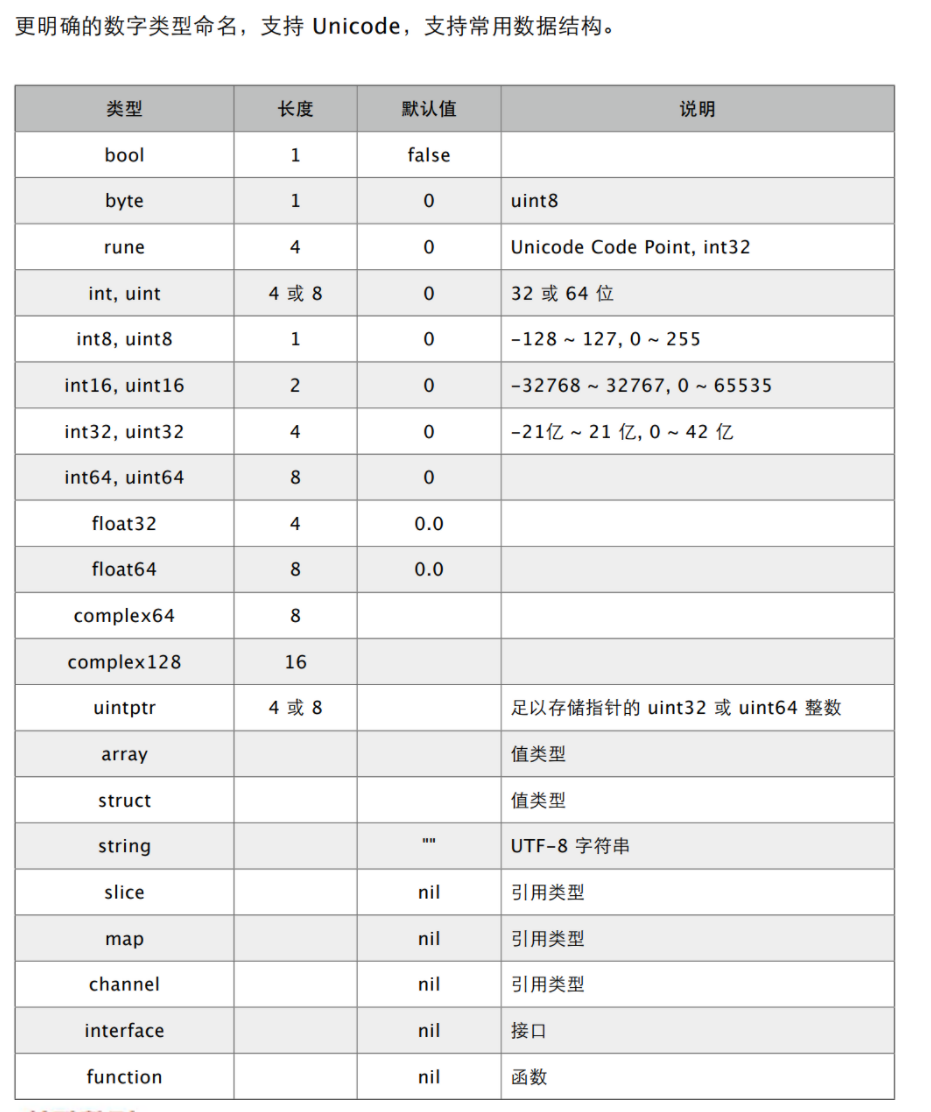 更明确的数字类型命名，支持 Unicode，支持常用数据结构。
类型 长度 默认值 说明
bool 1 false
byte 1 0 uint8
rune 4 0 Unicode Code Point, int32
int, uint 4 或 8 0 32 或 64 位
int8, uint8 1 0 -128 ~ 127, 0 ~ 255
int16, uint16 2 0 -32768 ~ 32767, 0 ~ 65535
int32, uint32 4 0 -21亿 ~ 21 亿, 0 ~ 42 亿
int64, uint64 8 0
float32 4 0.0
float64 8 0.0
complex64 8
complex128 16
uintptr 4 或 8 足以存储指针的 uint32 或 uint64 整数
array 值类型
struct 值类型
string "" UTF-8 字符串
slice nil 引用类型
map nil 引用类型
channel nil 引用类型
interface nil 接口
function nil 函数